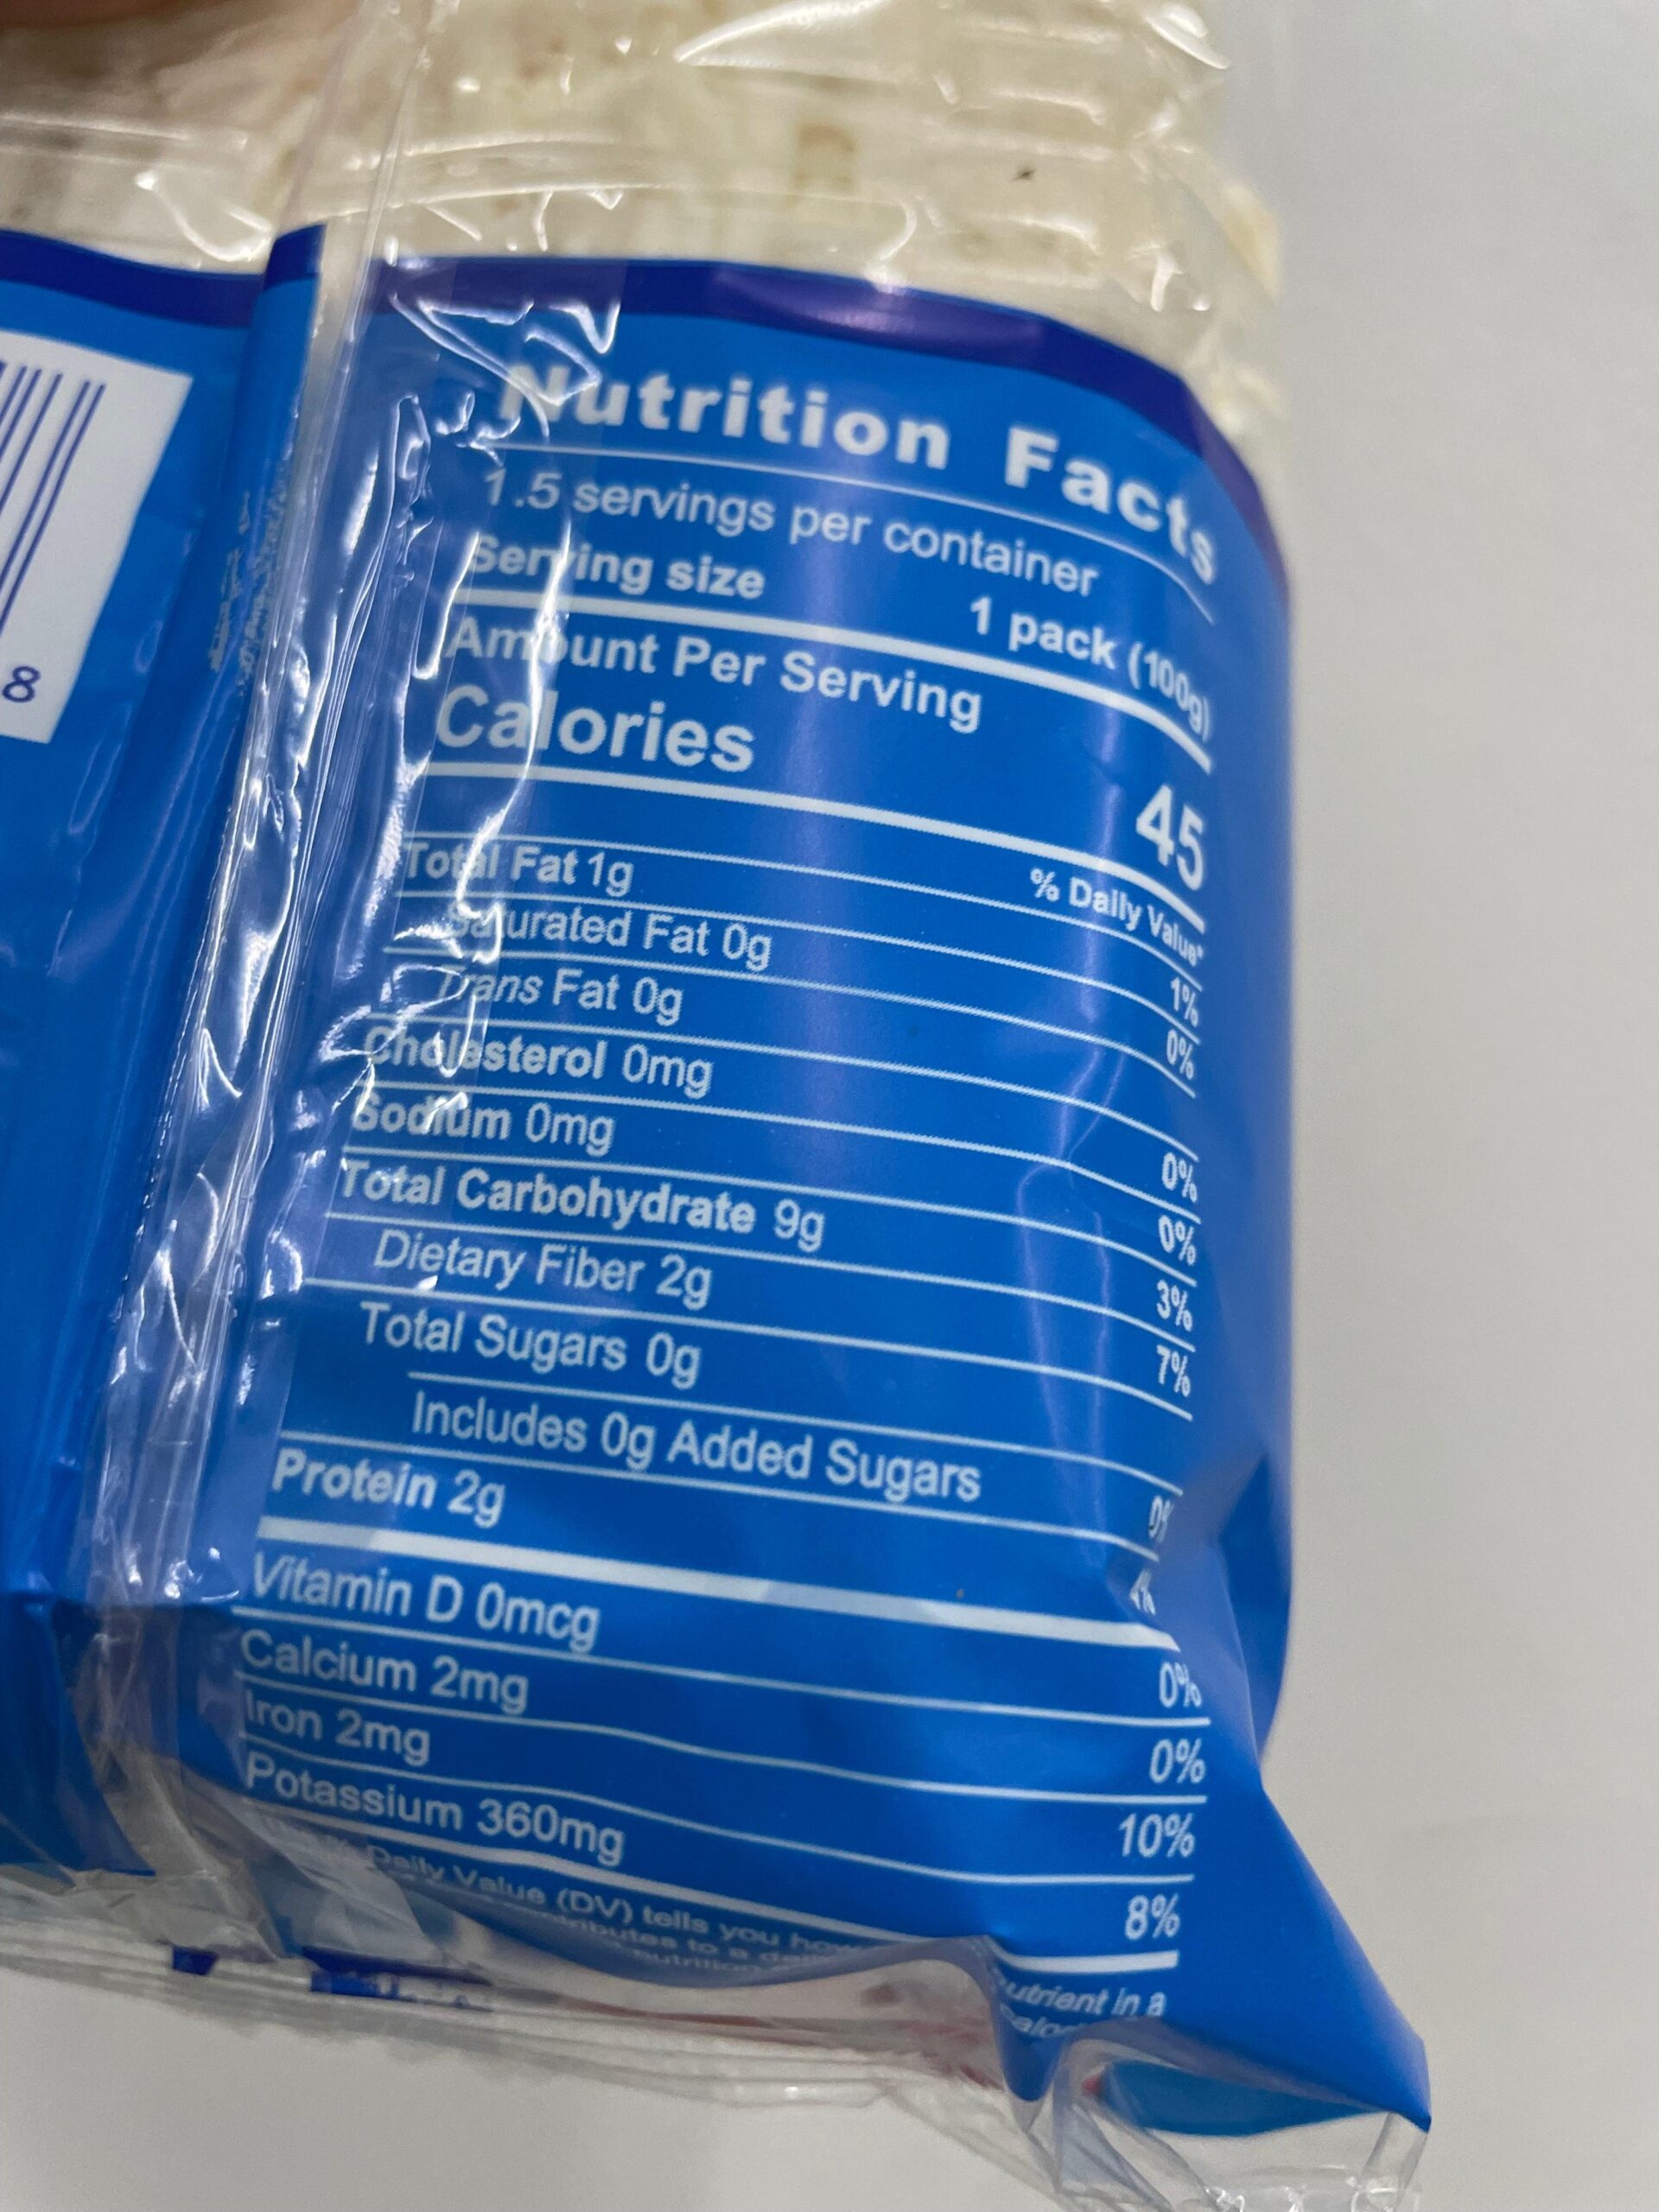 8
Nutrition Facts
1.5 servings per container
Serving size 1 pack (100g)
Amount Per Serving
Calories 45
% Daily Value*
Total Fat 1g 1%
Saturated Fat 0g 0%
Trans Fat 0g
Cholesterol 0mg 0%
Sodium 0mg 0%
Total Carbohydrate 9g 3%
Dietary Fiber 2g 7%
Total Sugars 0g
Includes 0g Added Sugars 0%
Protein 2g 4%
Vitamin D 0mcg 0%
Calcium 2mg 0%
Iron 2mg 10%
Potassium 360mg 8%
Daily Value (DV) tells you how
nutrient in a
to a